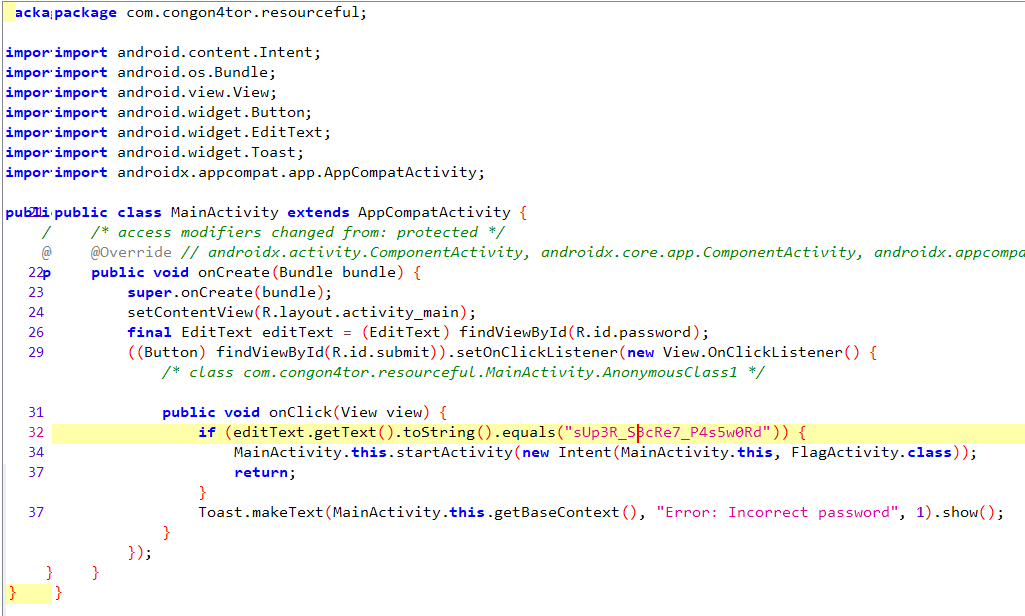 acka package com.congon4tor.resourceful;
impor import android.content.Intent;
impor import android.os.Bundle;
impor import android.view.View;
impor import android.widget.Button;
impor import android.widget.EditText;
impor import android.widget.Toast;
impor import androidx.appcompat.app.AppCompatActivity;
publi public class MainActivity extends AppCompatActivity {
/ /* access modifiers changed from: protected */
@ @Override // androidx.activity.ComponentActivity, androidx.core.app.ComponentActivity, androidx.appcompa
22p public void onCreate(Bundle bundle) {
23 super.onCreate(bundle);
24 setContentView(R.layout.activity_main);
26 final EditText editText = (EditText) findViewById(R.id.password);
29 ((Button) findViewById(R.id.submit)).setOnClickListener(new View.OnClickListener() {
/* class com.congon4tor.resourceful.MainActivity.AnonymousClass1 */
31 public void onClick(View view) {
32 if (editText.getText().toString().equals("sUp3R_S3cRe7_P4s5w0Rd")) {
34 MainActivity.this.startActivity(new Intent(MainActivity.this, FlagActivity.class));
37 return;
}
37 Toast.makeText(MainActivity.this.getBaseContext(), "Error: Incorrect password", 1).show();
}
});
} }
} }